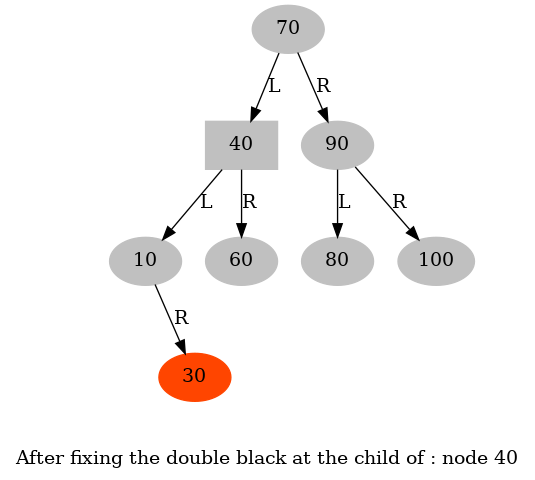 70
L R
40 90
L R L R
10 60 80 100
R
30
After fixing the double black at the child of : node 40